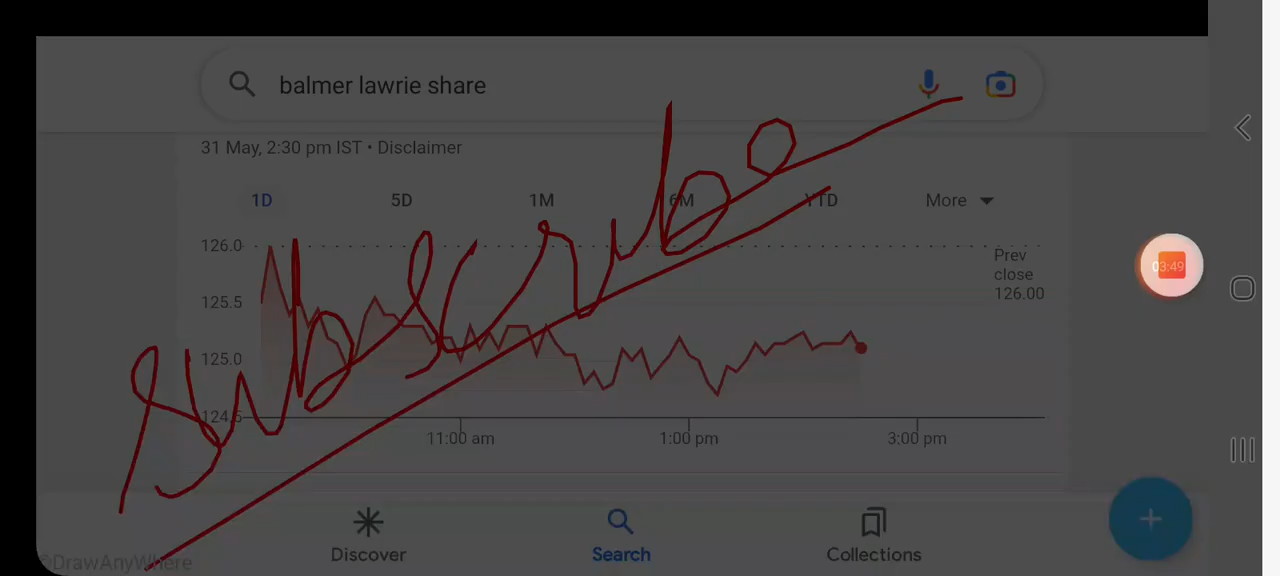 balmer lawrie share
31 May, 2:30 pm IST • Disclaimer
1D 5D 1M 6M YTD More
126.0
125.5
125.0
124.5
Prev
close
126.00
11:00 am 1:00 pm 3:00 pm
Subscribe
03:49
Discover Search Collections
©DrawAnyWhere